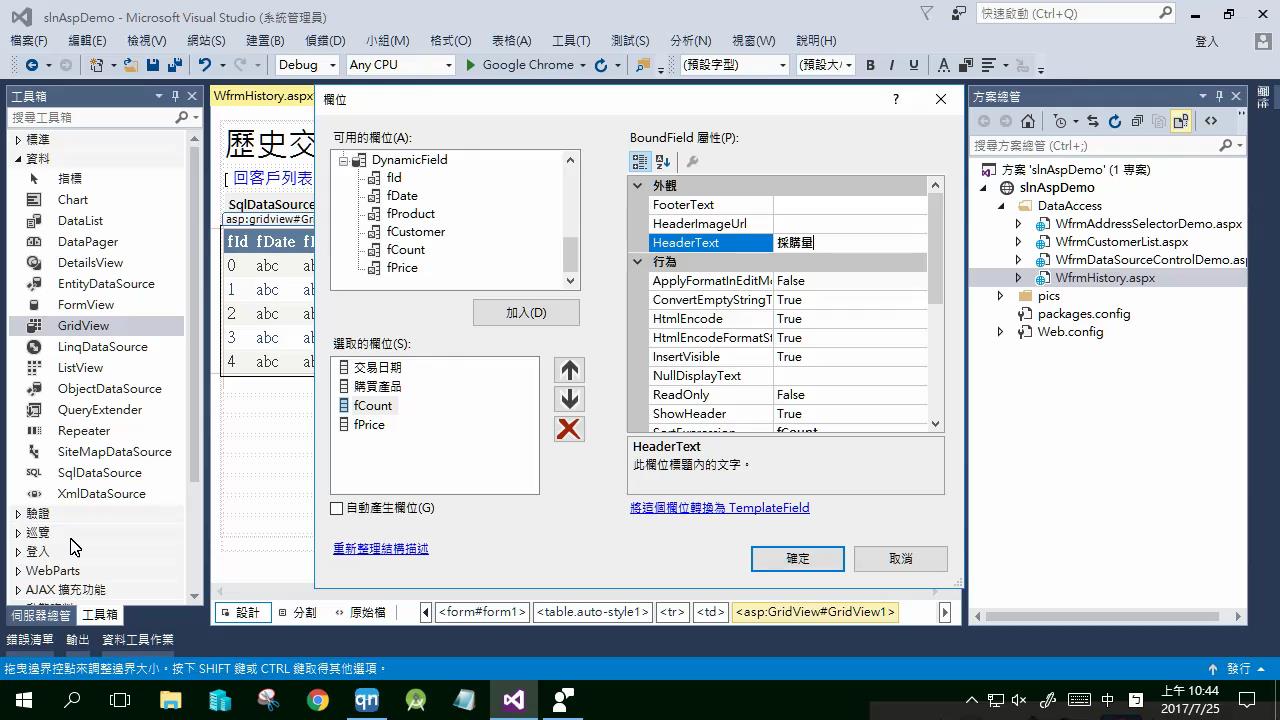 slnAspDemo - Microsoft Visual Studio (系統管理員)
快速啟動 (Ctrl+Q)
檔案(F) 編輯(E) 檢視(V) 網站(S) 建置(B) 偵錯(D) 小組(M) 格式(O) 表格(A) 工具(T) 測試(S) 分析(N) 視窗(W) 說明(H)
登入
Debug Any CPU Google Chrome (預設字型) (預設大/ B I U A
工具箱
搜尋工具箱
標準
資料
指標
Chart
DataList
DataPager
DetailsView
EntityDataSource
FormView
GridView
LinqDataSource
ListView
ObjectDataSource
QueryExtender
Repeater
SiteMapDataSource
SqlDataSource
XmlDataSource
驗證
巡覽
登入
WebParts
AJAX 擴充功能
伺服器總管 工具箱
WfrmHistory.aspx
歷史交
[ 回客戶列表
SqlDataSource
asp:gridview#Gr
fId fDate
0 abc
1 abc
2 abc
3 abc
4 abc
欄位
?
可用的欄位(A):
DynamicField
fId
fDate
fProduct
fCustomer
fCount
fPrice
加入(D)
選取的欄位(S):
交易日期
購買產品
fCount
fPrice
自動產生欄位(G)
重新整理結構描述
BoundField 屬性(P):
外觀
FooterText
HeaderImageUrl
HeaderText 採購量
行為
ApplyFormatInEditMo False
ConvertEmptyStringT True
HtmlEncode True
HtmlEncodeFormatSt True
InsertVisible True
NullDisplayText
ReadOnly False
ShowHeader True
SortExpression fCount
HeaderText
此欄位標題內的文字。
將這個欄位轉換為 TemplateField
確定 取消
設計 分割 原始檔 <form#form1> <table.auto-style1> <tr> <td> <asp:GridView#GridView1>
方案總管
搜尋方案總管 (Ctrl+;)
方案 'slnAspDemo' (1 專案)
slnAspDemo
DataAccess
WfrmAddressSelectorDemo.aspx
WfrmCustomerList.aspx
WfrmDataSourceControlDemo.asp
WfrmHistory.aspx
pics
packages.config
Web.config
錯誤清單 輸出 資料工具作業
拖曳邊界控點來調整邊界大小。按下 SHIFT 鍵或 CTRL 鍵取得其他選項。
發行
qn
中
上午 10:44
2017/7/25